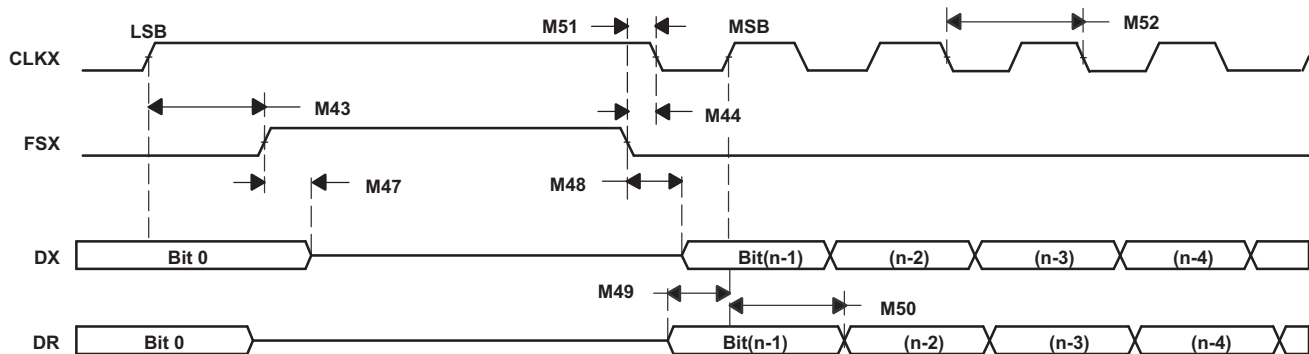 LSB M51 MSB M52
CLKX
M43 M44
FSX
M47 M48
DX Bit 0 Bit(n-1) (n-2) (n-3) (n-4)
M49 M50
DR Bit 0 Bit(n-1) (n-2) (n-3) (n-4)